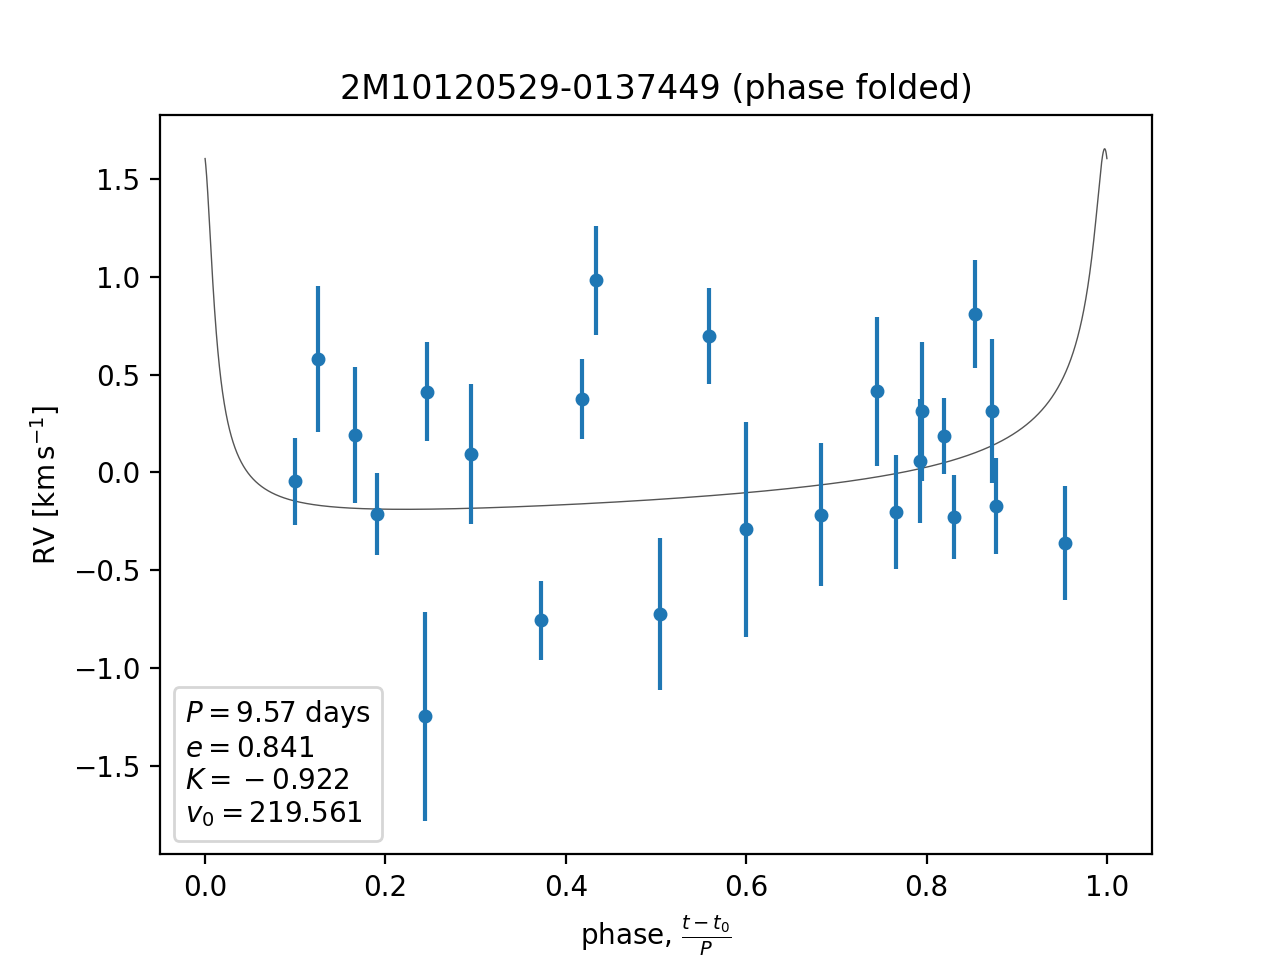 2M10120529-0137449 (phase folded)
RV [km s⁻¹]
1.5
1.0
0.5
0.0
−0.5
−1.0
−1.5
P = 9.57 days
e = 0.841
K = −0.922
v₀ = 219.561
0.0 0.2 0.4 0.6 0.8 1.0
phase, (t − t₀)/P